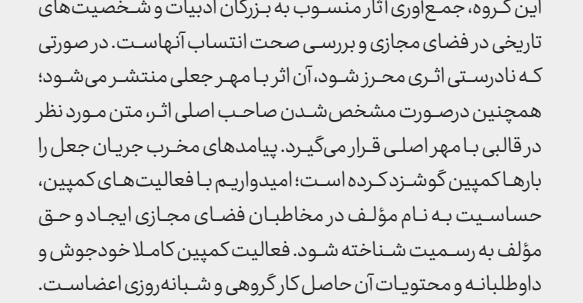 این گروه، جمع‌آوری آثار منسوب به بزرگان ادبیات و شخصیت‌های
تاریخی در فضای مجازی و بررسی صحت انتساب آنهاست. در صورتی
که نادرستی اثری محرز شود، آن اثر با مهر جعلی منتشر می‌شود؛
همچنین درصورت مشخص‌شدن صاحب اصلی اثر، متن مورد نظر
در قالبی با مهر اصلی قرار می‌گیرد. پیامدهای مخرب جریان جعل را
بارها کمپین گوشزد کرده است؛ امیدواریم با فعالیت‌های کمپین،
حساسیت به نام مؤلف در مخاطبان فضای مجازی ایجاد و حق
مؤلف به رسمیت شناخته شود. فعالیت کمپین کاملا خودجوش و
داوطلبانه و محتویات آن حاصل کار گروهی و شبانه‌روزی اعضاست.